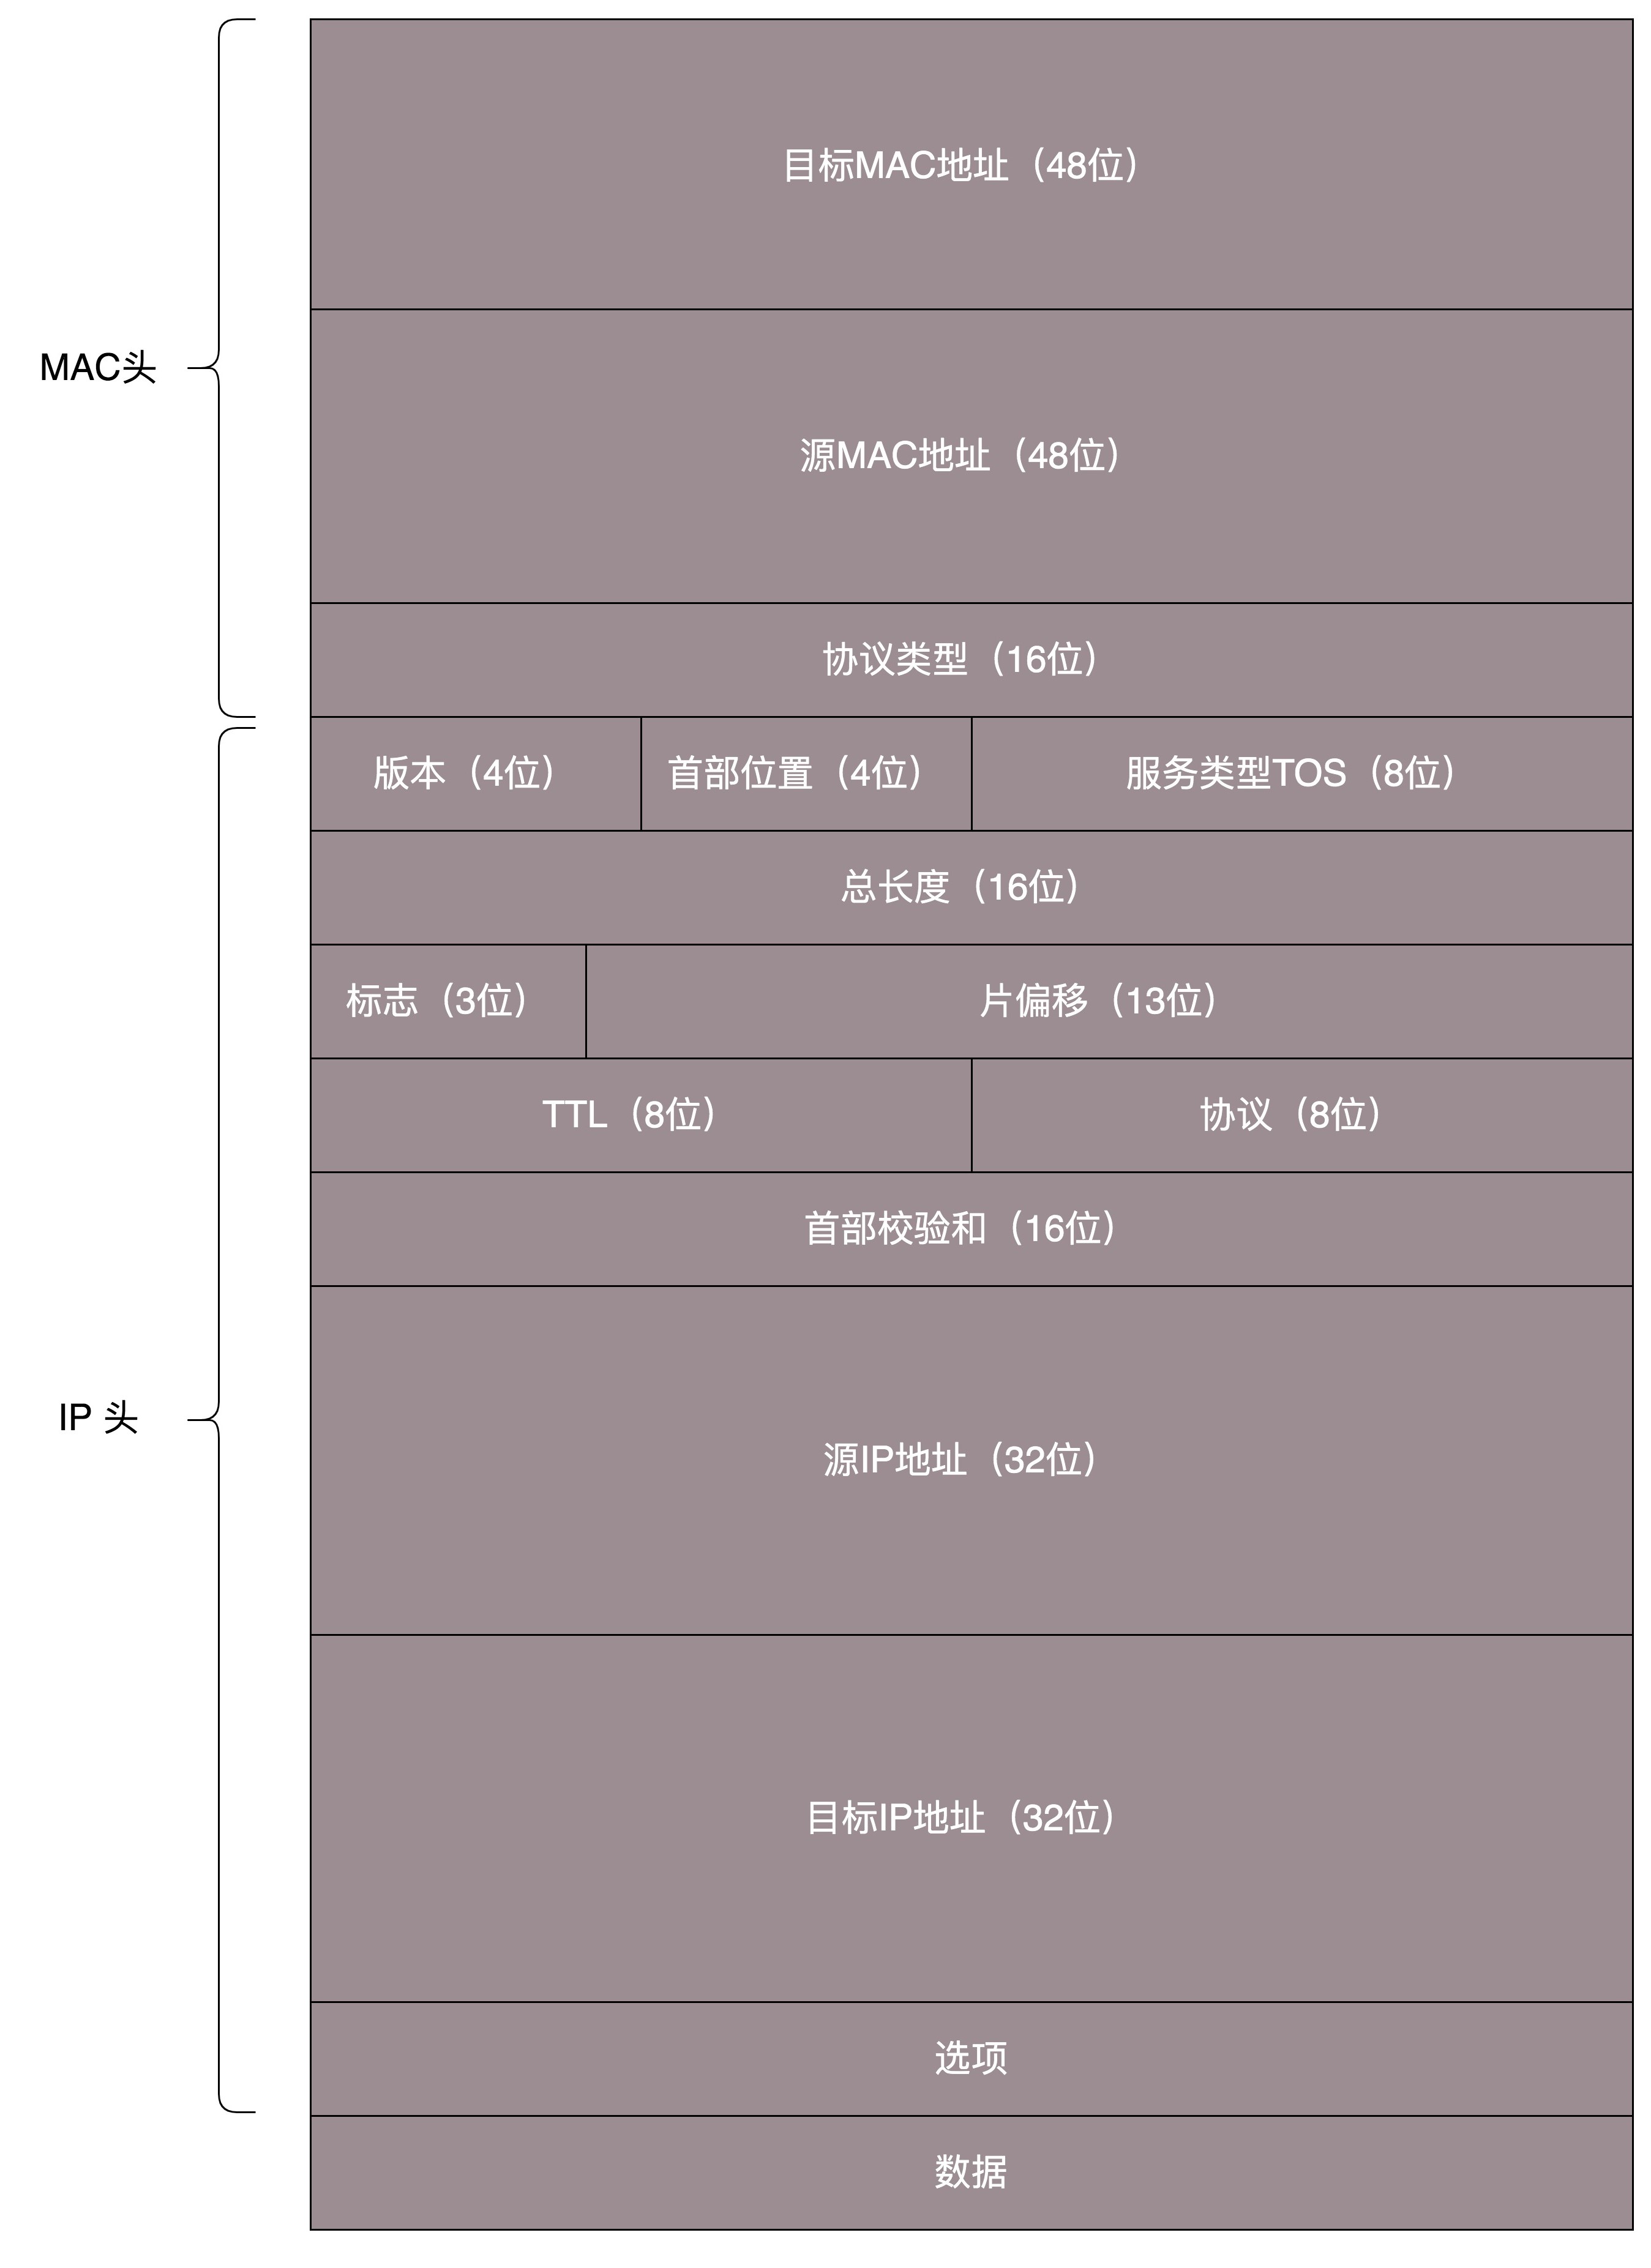 目标MAC地址（48位）
源MAC地址（48位）
MAC头
协议类型（16位）
版本（4位）
首部位置（4位）
服务类型TOS（8位）
总长度（16位）
标志（3位）
片偏移（13位）
TTL（8位）
协议（8位）
首部校验和（16位）
IP 头
源IP地址（32位）
目标IP地址（32位）
选项
数据